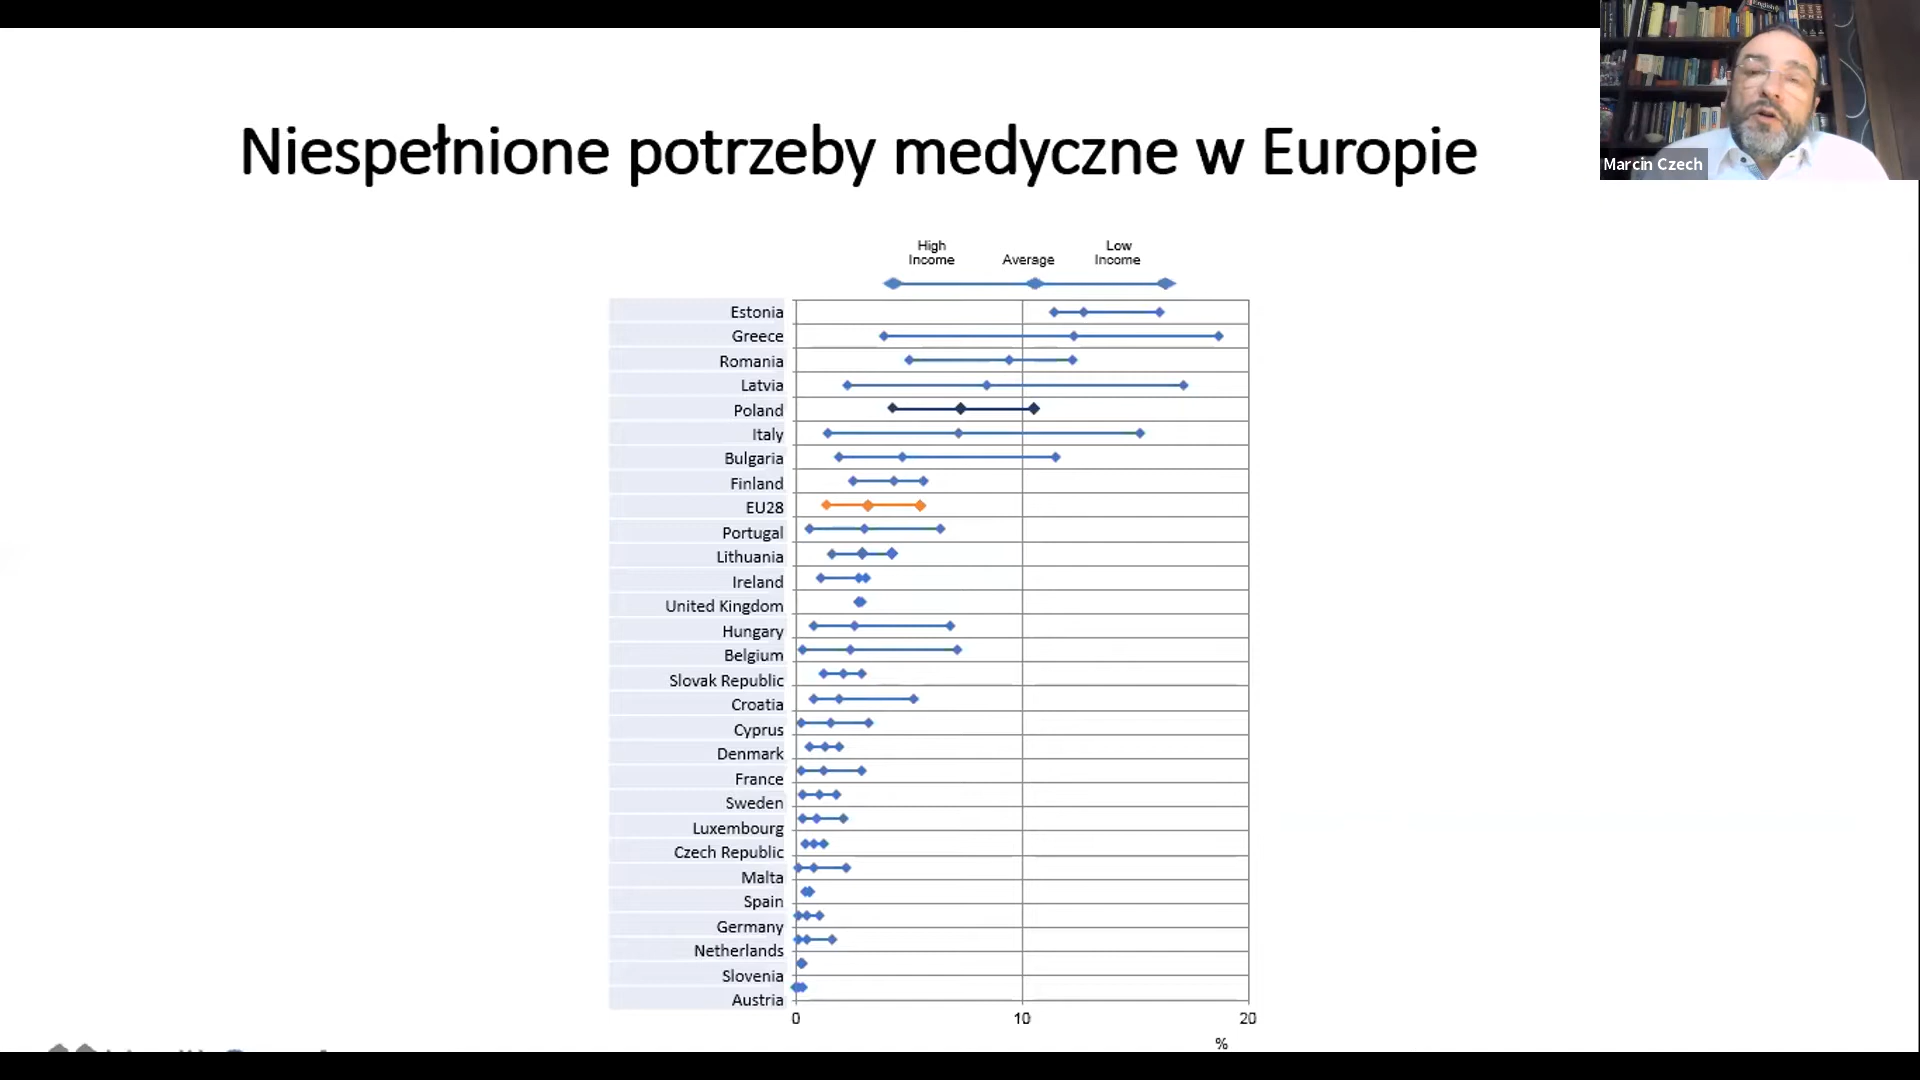 Niespełnione potrzeby medyczne w Europie
Marcin Czech
High Income
Average
Low Income
Estonia
Greece
Romania
Latvia
Poland
Italy
Bulgaria
Finland
EU28
Portugal
Lithuania
Ireland
United Kingdom
Hungary
Belgium
Slovak Republic
Croatia
Cyprus
Denmark
France
Sweden
Luxembourg
Czech Republic
Malta
Spain
Germany
Netherlands
Slovenia
Austria
0
10
20
%